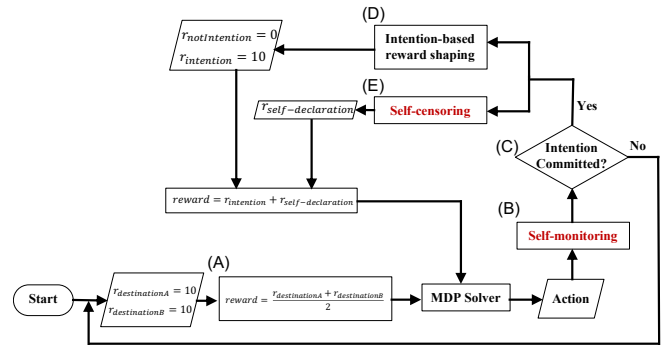 (D)
r_notIntention = 0
r_intention = 10
Intention-based
reward shaping
(E)
r_self−declaration
Self-censoring
Yes
(C)
No
Intention
Committed?
reward = r_intention + r_self−declaration
(B)
Self-monitoring
(A)
Start
r_destinationA = 10
r_destinationB = 10
reward = (r_destinationA + r_destinationB) / 2
MDP Solver
Action